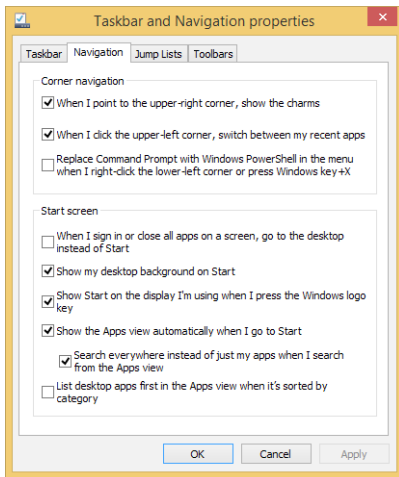 Taskbar and Navigation properties
Taskbar Navigation Jump Lists Toolbars
Corner navigation
When I point to the upper-right corner, show the charms
When I click the upper-left corner, switch between my recent apps
Replace Command Prompt with Windows PowerShell in the menu
when I right-click the lower-left corner or press Windows key+X
Start screen
When I sign in or close all apps on a screen, go to the desktop
instead of Start
Show my desktop background on Start
Show Start on the display I'm using when I press the Windows logo
key
Show the Apps view automatically when I go to Start
Search everywhere instead of just my apps when I search
from the Apps view
List desktop apps first in the Apps view when it's sorted by
category
OK Cancel Apply